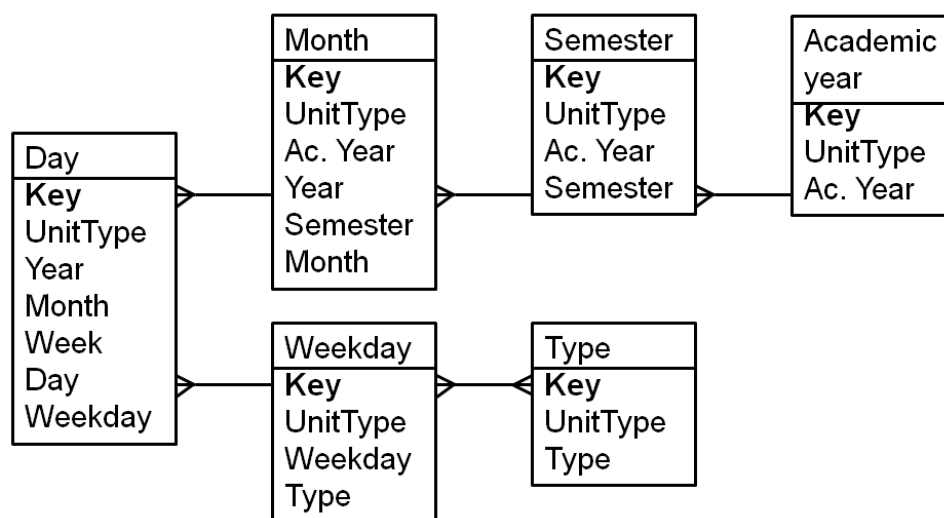 Day
Key
UnitType
Year
Month
Week
Day
Weekday
Month
Key
UnitType
Ac. Year
Year
Semester
Month
Semester
Key
UnitType
Ac. Year
Semester
Academic
year
Key
UnitType
Ac. Year
Weekday
Key
UnitType
Weekday
Type
Type
Key
UnitType
Type